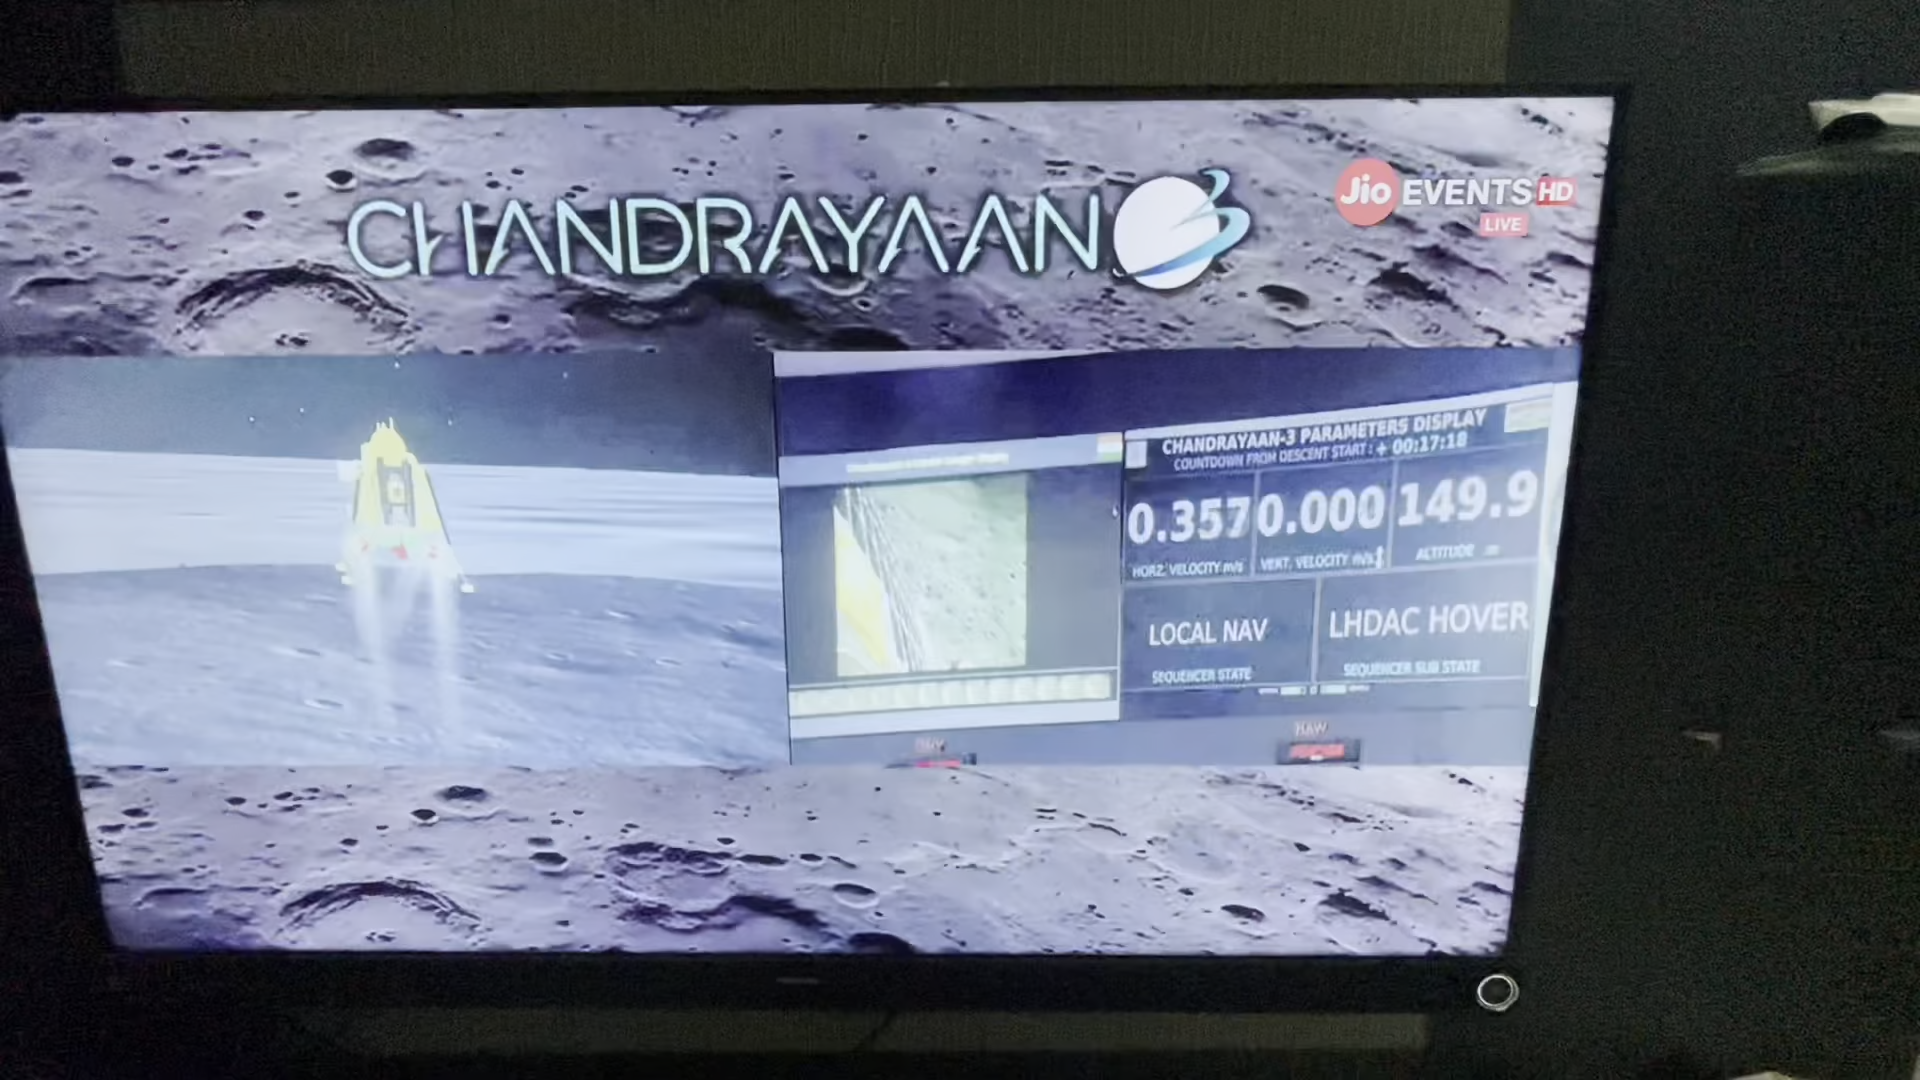 CHANDRAYAAN 3
Jio EVENTS HD
LIVE
CHANDRAYAAN-3 PARAMETERS DISPLAY
COUNTDOWN FROM DESCENT START : + 00:17:18
0.357 0.000 149.9
HORZ. VELOCITY m/s VERT. VELOCITY m/s ALTITUDE m
LOCAL NAV LHDAC HOVER
SEQUENCER STATE SEQUENCER SUB STATE